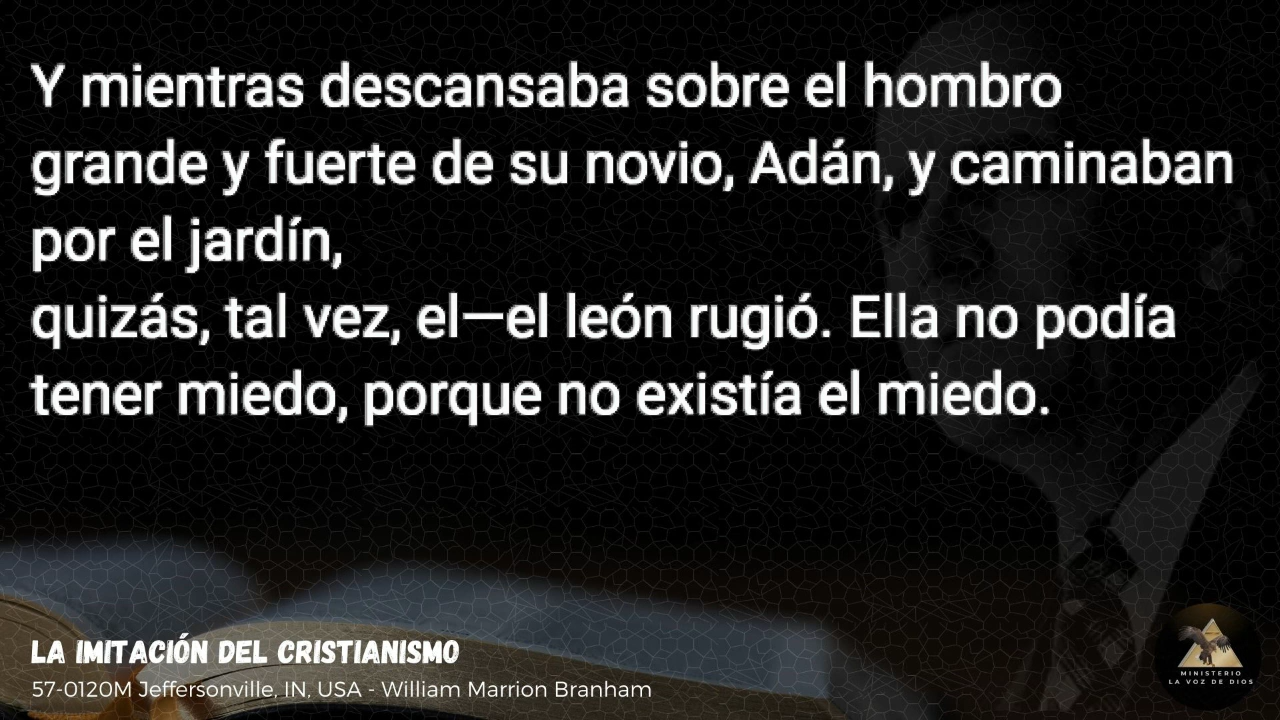 Y mientras descansaba sobre el hombro
grande y fuerte de su novio, Adán, y caminaban
por el jardín,
quizás, tal vez, el—el león rugió. Ella no podía
tener miedo, porque no existía el miedo.
LA IMITACIÓN DEL CRISTIANISMO
57-0120M Jeffersonville, IN, USA - William Marrion Branham
MINISTERIO
LA VOZ DE DIOS